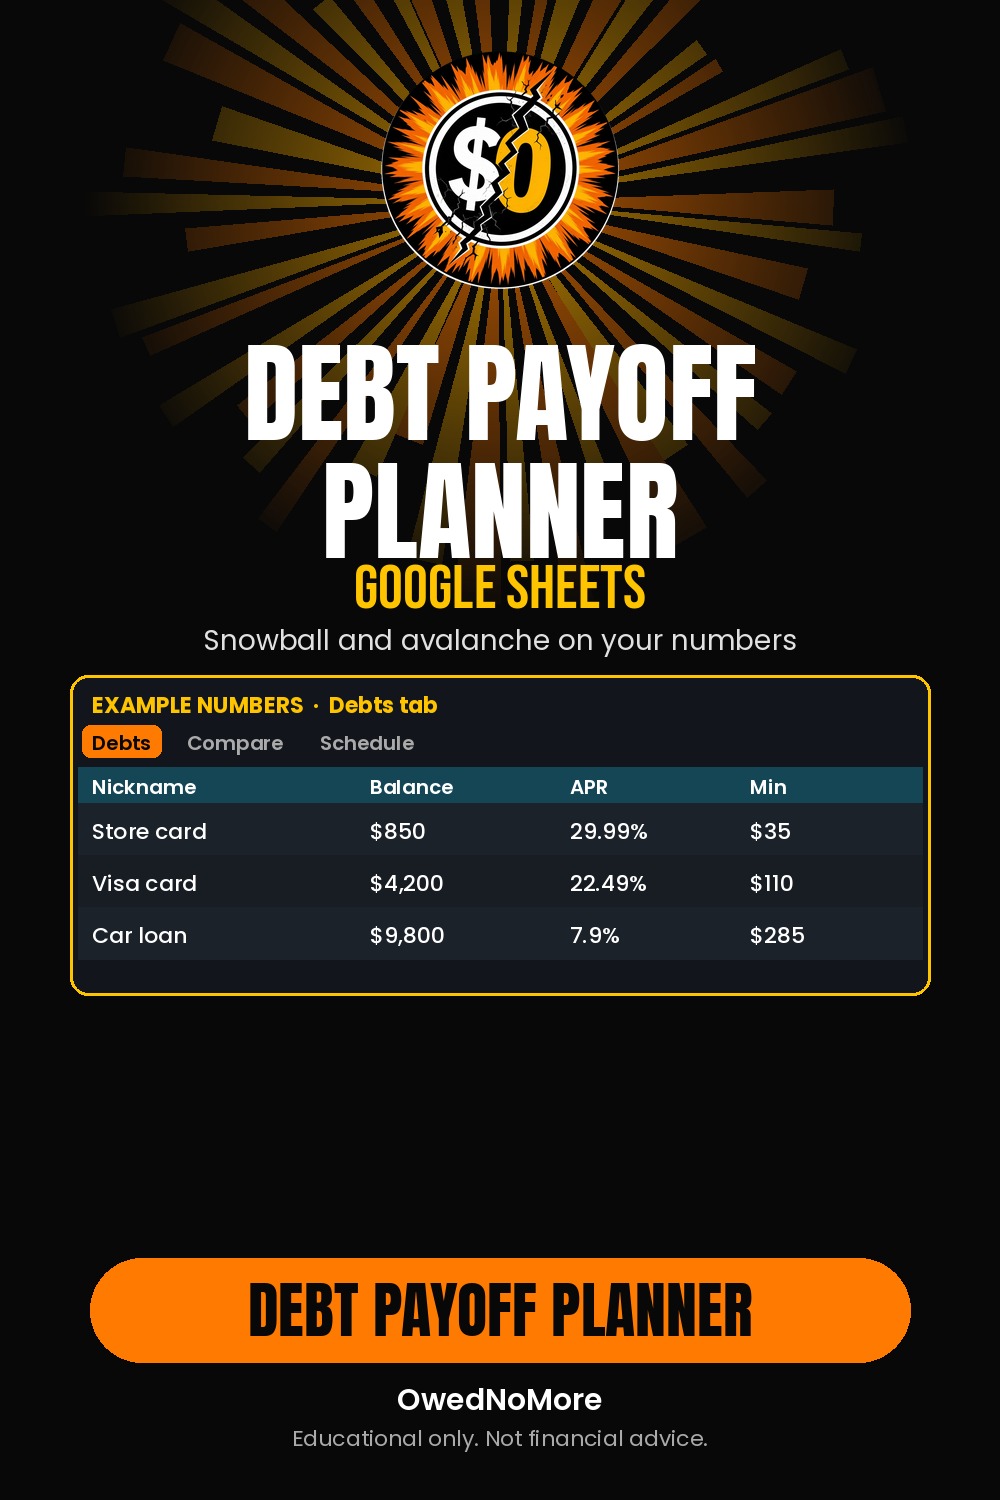 $0
DEBT PAYOFF
PLANNER
GOOGLE SHEETS
Snowball and avalanche on your numbers
EXAMPLE NUMBERS · Debts tab
Debts Compare Schedule
Nickname Balance APR Min
Store card $850 29.99% $35
Visa card $4,200 22.49% $110
Car loan $9,800 7.9% $285
DEBT PAYOFF PLANNER
OwedNoMore
Educational only. Not financial advice.